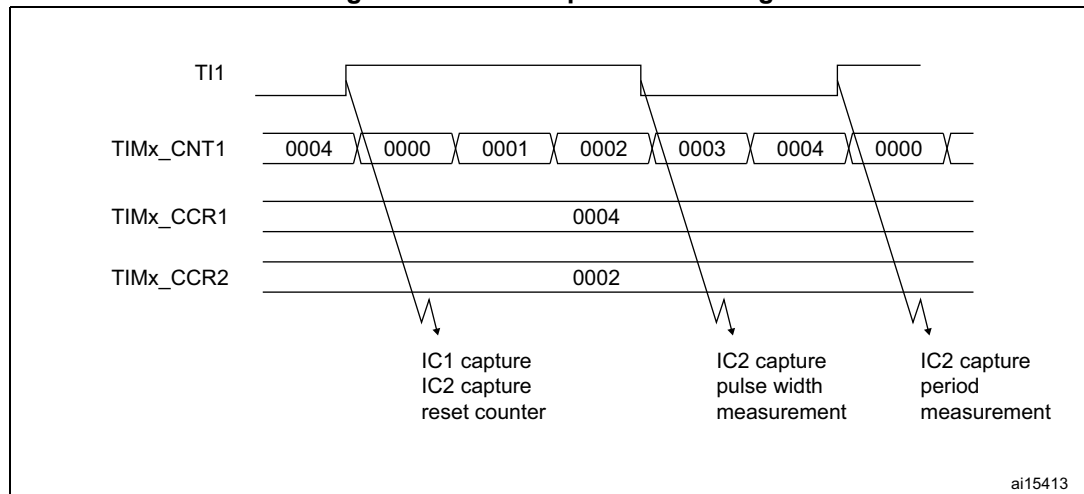 TI1
TIMx_CNT1 0004 0000 0001 0002 0003 0004 0000
TIMx_CCR1 0004
TIMx_CCR2 0002
IC1 capture
IC2 capture
reset counter
IC2 capture
pulse width
measurement
IC2 capture
period
measurement
ai15413